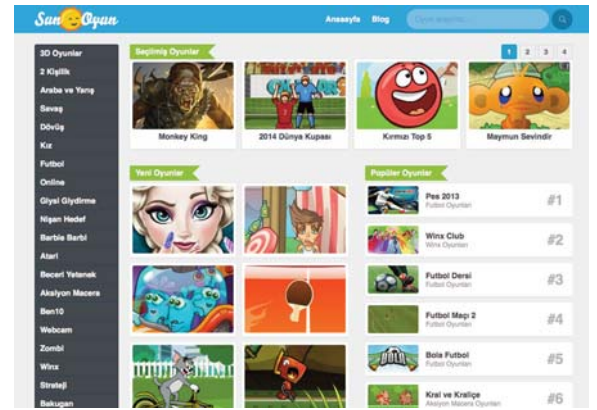 Sun Oyun
Anasayfa Blog
Oyun arayınız...
3D Oyunlar
2 Kişilik
Araba ve Yarış
Savaş
Dövüş
Kız
Futbol
Online
Giysi Giydirme
Nişan Hedef
Barbie Barbi
Atari
Beceri Yetenek
Aksiyon Macera
Ben10
Webcam
Zombi
Winx
Strateji
Bakugan
Seçilmiş Oyunlar
1 2 3 4
Monkey King
2014 Dünya Kupası
Kırmızı Top 5
Maymun Sevindir
Yeni Oyunlar
Popüler Oyunlar
Pes 2013
Futbol Oyunları
#1
Winx Club
Winx Oyunları
#2
Futbol Dersi
Futbol Oyunları
#3
Futbol Maçı 2
Futbol Oyunları
#4
BOLA
Bola Futbol
Futbol Oyunları
#5
Kral ve Kraliçe
Aksiyon Macera Oyunları
#6